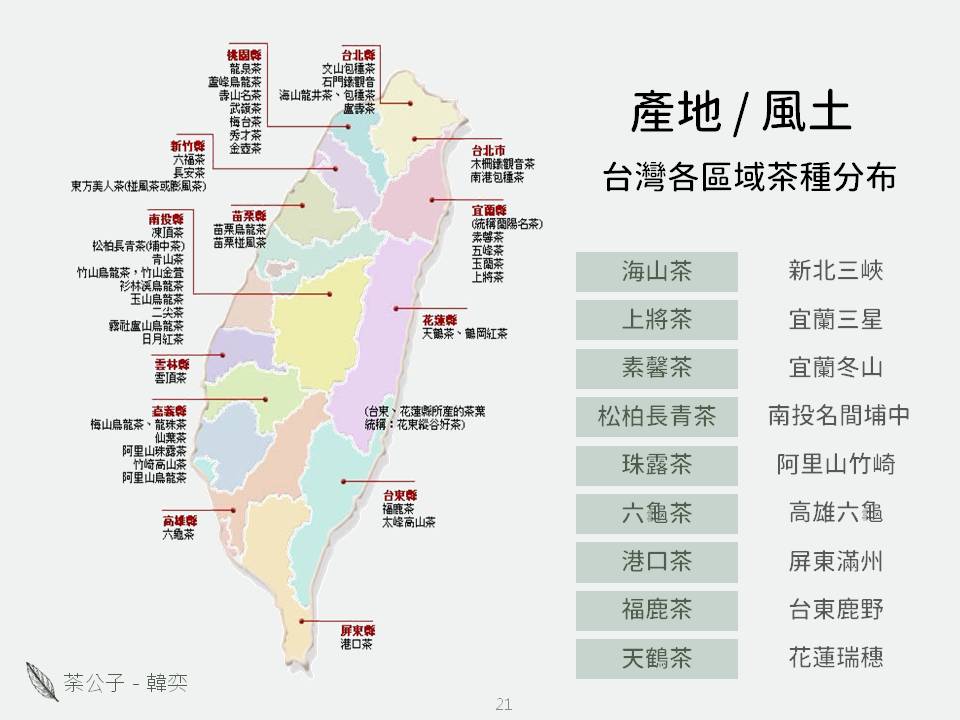 產地 / 風土
台灣各區域茶種分布
桃園縣
龍泉茶
蘆峰烏龍茶
壽山名茶
武嶺茶
梅台茶
秀才茶
金壺茶
台北縣
文山包種茶
石門鐵觀音
海山龍井茶、包種茶
龍壽茶
新竹縣
六福茶
長安茶
東方美人茶(椪風茶或膨風茶)
台北市
木柵鐵觀音茶
南港包種茶
苗栗縣
苗栗烏龍茶
苗栗椪風茶
宜蘭縣
(統稱蘭陽名茶)
素馨茶
五峰茶
玉蘭茶
上將茶
南投縣
凍頂茶
松柏長青茶(埔中茶)
青山茶
竹山烏龍茶,竹山金萱
杉林溪烏龍茶
玉山烏龍茶
二尖茶
霧社盧山烏龍茶
日月紅茶
花蓮縣
天鶴茶、鶴岡紅茶
雲林縣
雲頂茶
嘉義縣
梅山烏龍茶、龍珠茶
仙葉茶
阿里山珠露茶
竹崎高山茶
阿里山烏龍茶
(台東、花蓮縣所產的茶葉
統稱:花東縱谷好茶)
台東縣
福鹿茶
太峰高山茶
高雄縣
六龜茶
屏東縣
港口茶
海山茶 新北三峽
上將茶 宜蘭三星
素馨茶 宜蘭冬山
松柏長青茶 南投名間埔中
珠露茶 阿里山竹崎
六龜茶 高雄六龜
港口茶 屏東滿州
福鹿茶 台東鹿野
天鶴茶 花蓮瑞穗
茶公子 - 韓奕
21